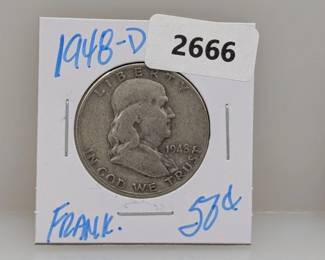 1948-D
2666
LIBERTY
1948
IN GOD WE TRUST
FRANK. 50¢